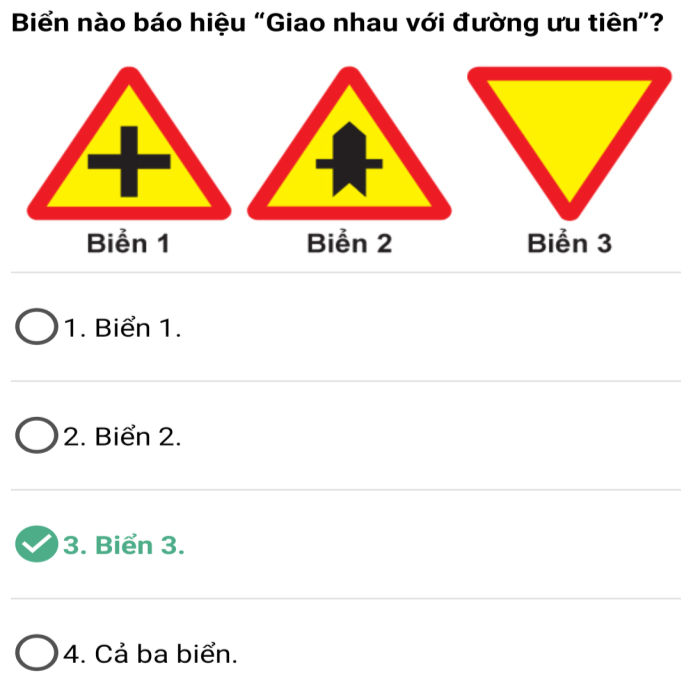 Biển nào báo hiệu “Giao nhau với đường ưu tiên”?
Biển 1 Biển 2 Biển 3
1. Biển 1.
2. Biển 2.
3. Biển 3.
4. Cả ba biển.